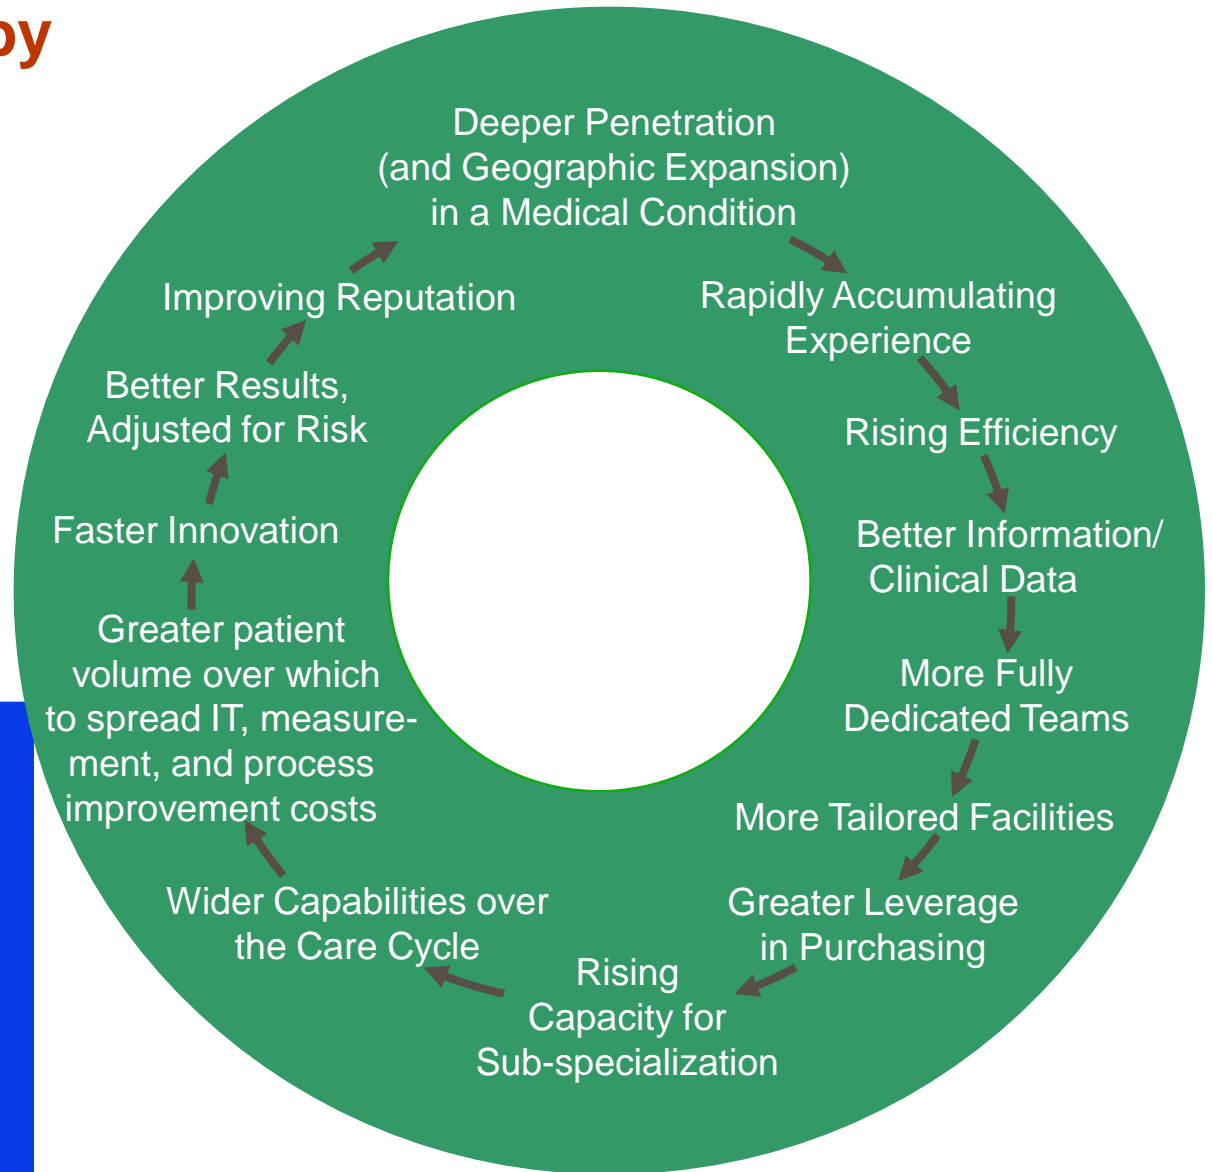 by
Deeper Penetration
(and Geographic Expansion)
in a Medical Condition
Rapidly Accumulating
Experience
Rising Efficiency
Better Information/
Clinical Data
More Fully
Dedicated Teams
More Tailored Facilities
Greater Leverage
in Purchasing
Rising
Capacity for
Sub-specialization
Wider Capabilities over
the Care Cycle
Greater patient
volume over which
to spread IT, measure-
ment, and process
improvement costs
Faster Innovation
Better Results,
Adjusted for Risk
Improving Reputation